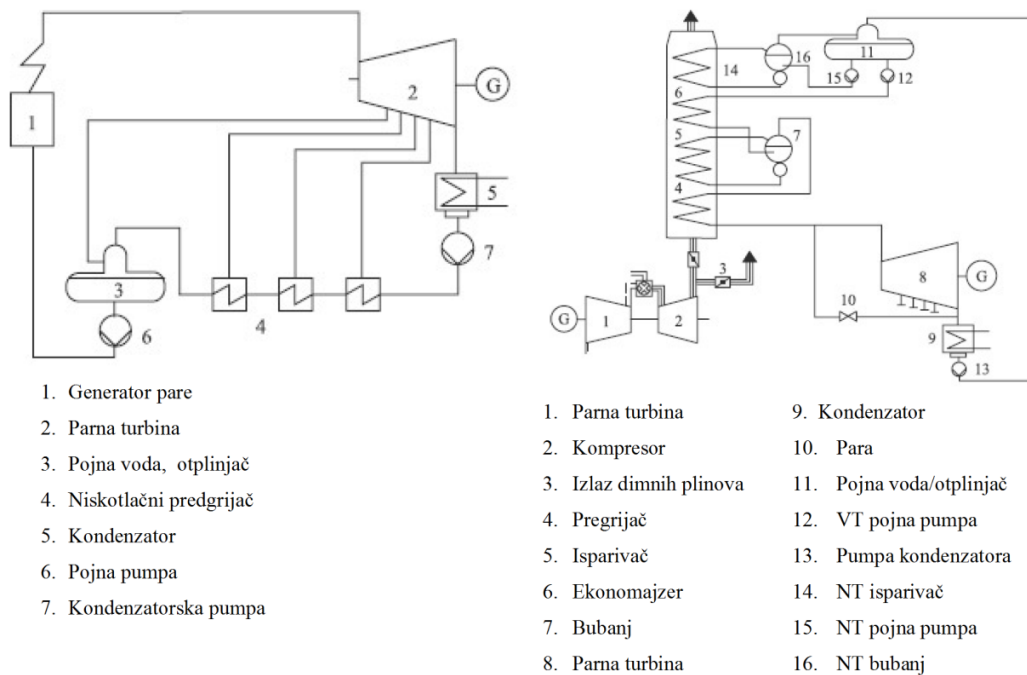 1
2
G
3
4
5
6
7
14
16
11
15
12
6
5
7
4
3
G
1
2
8
G
10
9
13
1. Generator pare
2. Parna turbina
3. Pojna voda, otplinjač
4. Niskotlačni predgrijač
5. Kondenzator
6. Pojna pumpa
7. Kondenzatorska pumpa
1. Parna turbina
2. Kompresor
3. Izlaz dimnih plinova
4. Pregrijač
5. Isparivač
6. Ekonomajzer
7. Bubanj
8. Parna turbina
9. Kondenzator
10. Para
11. Pojna voda/otplinjač
12. VT pojna pumpa
13. Pumpa kondenzatora
14. NT isparivač
15. NT pojna pumpa
16. NT bubanj